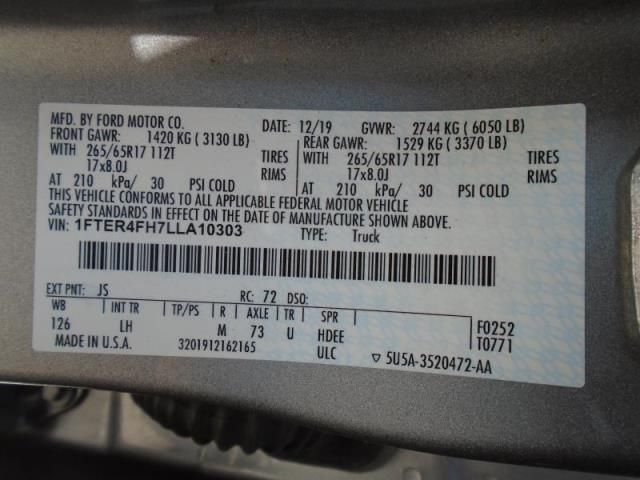 MFD. BY FORD MOTOR CO. DATE: 12/19 GVWR: 2744 KG ( 6050 LB)
FRONT GAWR: 1420 KG ( 3130 LB) REAR GAWR: 1529 KG ( 3370 LB)
WITH 265/65R17 112T TIRES WITH 265/65R17 112T TIRES
17x8.0J RIMS 17x8.0J RIMS
AT 210 kPa/ 30 PSI COLD AT 210 kPa/ 30 PSI COLD
THIS VEHICLE CONFORMS TO ALL APPLICABLE FEDERAL MOTOR VEHICLE
SAFETY STANDARDS IN EFFECT ON THE DATE OF MANUFACTURE SHOWN ABOVE.
VIN: 1FTER4FH7LLA10303 TYPE: Truck
EXT PNT: JS RC: 72 DSO:
WB INT TR TP/PS R AXLE TR SPR
126 LH M 73 U HDEE F0252
ULC T0771
MADE IN U.S.A. 3201912162165 5U5A-3520472-AA